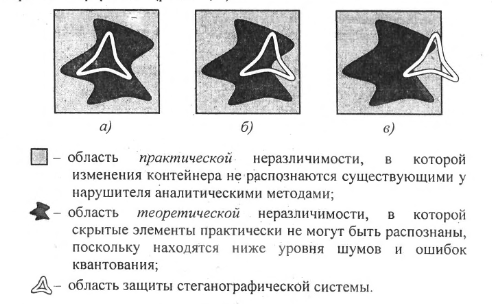 а)
б)
в)
– область практической неразличимости, в которой
изменения контейнера не распознаются существующими у
нарушителя аналитическими методами;
– область теоретической неразличимости, в которой
скрытые элементы практически не могут быть распознаны,
поскольку находятся ниже уровня шумов и ошибок
квантования;
– область защиты стеганографической системы.